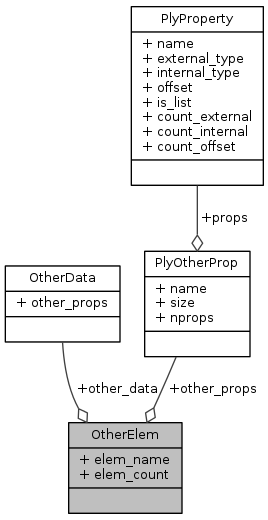 PlyProperty
+ name
+ external_type
+ internal_type
+ offset
+ is_list
+ count_external
+ count_internal
+ count_offset
+props
OtherData
+ other_props
PlyOtherProp
+ name
+ size
+ nprops
+other_data
+other_props
OtherElem
+ elem_name
+ elem_count